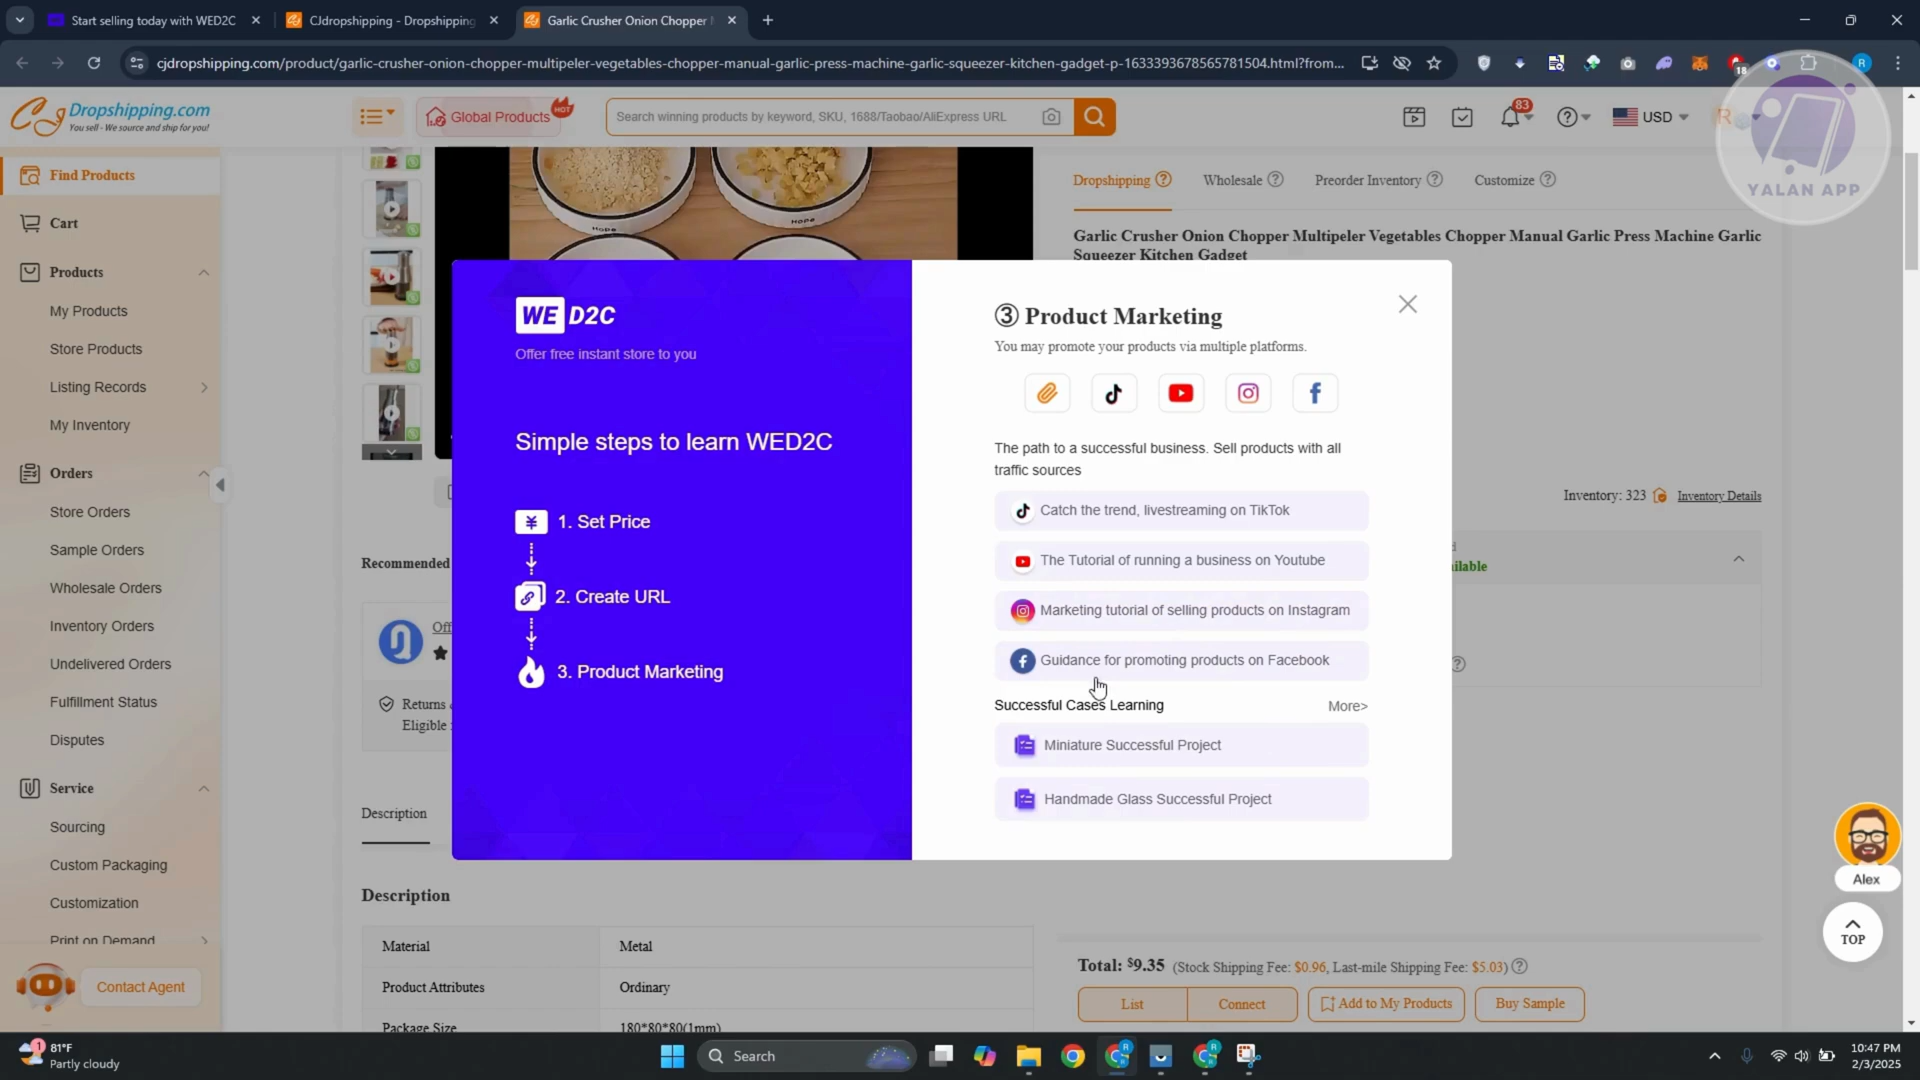 Start selling today with WED2C
CJdropshipping - Dropshipping
Garlic Crusher Onion Chopper
cjdropshipping.com/product/garlic-crusher-onion-chopper-multipeler-vegetables-chopper-manual-garlic-press-machine-garlic-squeezer-kitchen-gadget-p-1633393678565781504.html?from...
18
R
CJ Dropshipping.com
You sell - We source and ship for you!
Global Products
HOT
Search winning products by keyword, SKU, 1688/Taobao/AliExpress URL
83
USD
YALAN APP
Find Products
Cart
Products
My Products
Store Products
Listing Records
My Inventory
Orders
Store Orders
Sample Orders
Wholesale Orders
Inventory Orders
Undelivered Orders
Fulfillment Status
Disputes
Service
Sourcing
Custom Packaging
Customization
Print on Demand
Contact Agent
Hope
Hope
Dropshipping
Wholesale
Preorder Inventory
Customize
Garlic Crusher Onion Chopper Multipeler Vegetables Chopper Manual Garlic Press Machine Garlic
Squeezer Kitchen Gadget
Inventory: 323
Inventory Details
ilable
Recommended
Off
Returns
Eligible
WE D2C
Offer free instant store to you
Simple steps to learn WED2C
¥ 1. Set Price
2. Create URL
3. Product Marketing
③ Product Marketing
You may promote your products via multiple platforms.
The path to a successful business. Sell products with all
traffic sources
Catch the trend, livestreaming on TikTok
The Tutorial of running a business on Youtube
Marketing tutorial of selling products on Instagram
Guidance for promoting products on Facebook
Successful Cases Learning
More>
Miniature Successful Project
Handmade Glass Successful Project
Description
Description
Material
Metal
Product Attributes
Ordinary
Package Size
180*80*80(1mm)
Total: $9.35 (Stock Shipping Fee: $0.96, Last-mile Shipping Fee: $5.03)
List
Connect
Add to My Products
Buy Sample
Alex
TOP
1
81°F
Partly cloudy
Search
10:47 PM
2/3/2025